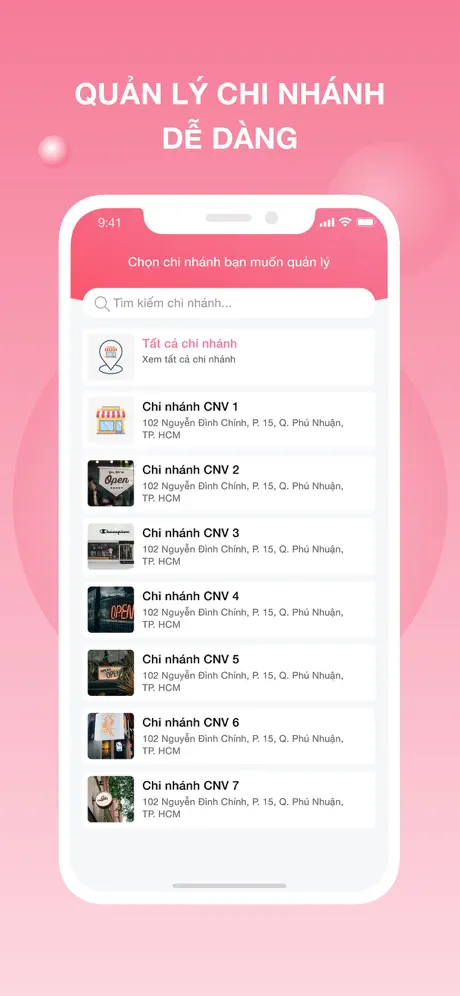 QUẢN LÝ CHI NHÁNH
DỄ DÀNG
9:41
Chọn chi nhánh bạn muốn quản lý
Tìm kiếm chi nhánh...
Tất cả chi nhánh
Xem tất cả chi nhánh
Chi nhánh CNV 1
102 Nguyễn Đình Chính, P. 15, Q. Phú Nhuận,
TP. HCM
Chi nhánh CNV 2
102 Nguyễn Đình Chính, P. 15, Q. Phú Nhuận,
TP. HCM
Open
Chi nhánh CNV 3
102 Nguyễn Đình Chính, P. 15, Q. Phú Nhuận,
TP. HCM
Champion
Chi nhánh CNV 4
102 Nguyễn Đình Chính, P. 15, Q. Phú Nhuận,
TP. HCM
OPEN
Chi nhánh CNV 5
102 Nguyễn Đình Chính, P. 15, Q. Phú Nhuận,
TP. HCM
OPEN
Chi nhánh CNV 6
102 Nguyễn Đình Chính, P. 15, Q. Phú Nhuận,
TP. HCM
Chi nhánh CNV 7
102 Nguyễn Đình Chính, P. 15, Q. Phú Nhuận,
TP. HCM